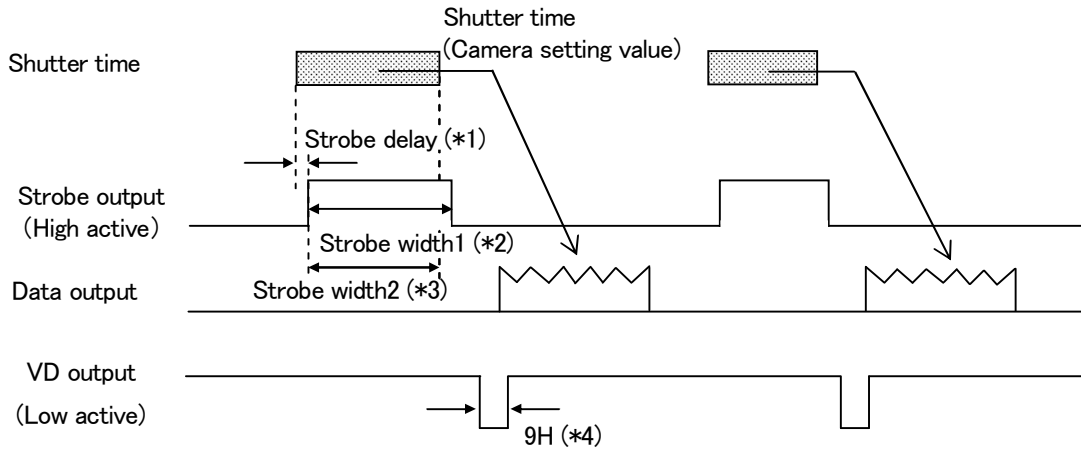 Shutter time
(Camera setting value)
Shutter time
Strobe delay (*1)
Strobe output
(High active)
Strobe width1 (*2)
Strobe width2 (*3)
Data output
VD output
(Low active)
9H (*4)